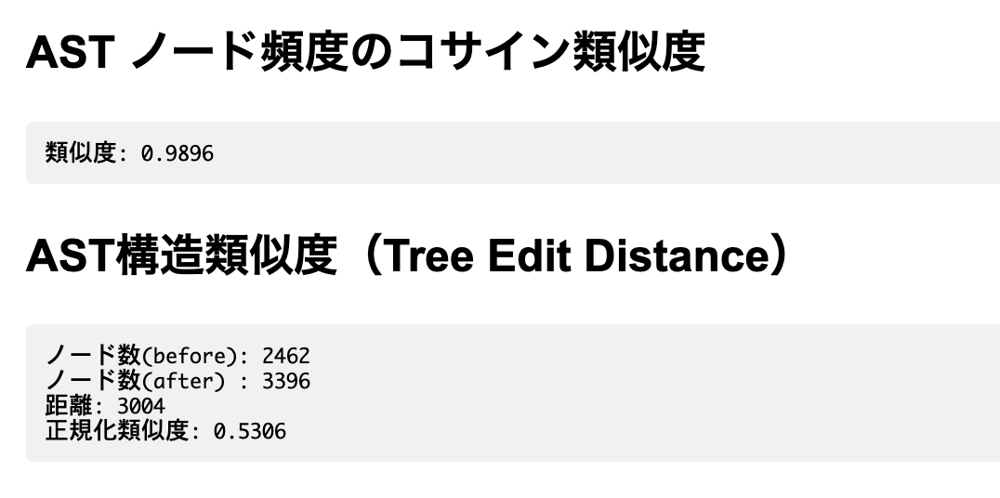 AST ノード頻度のコサイン類似度
類似度: 0.9896
AST構造類似度（Tree Edit Distance）
ノード数(before): 2462
ノード数(after) : 3396
距離: 3004
正規化類似度: 0.5306